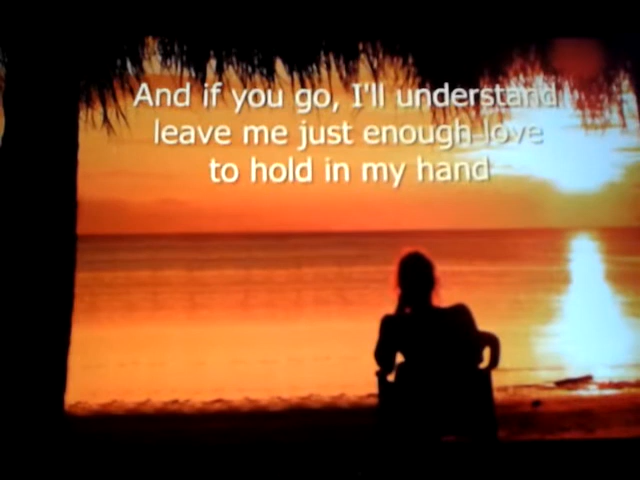 And if you go, I'll understand
leave me just enough love
to hold in my hand